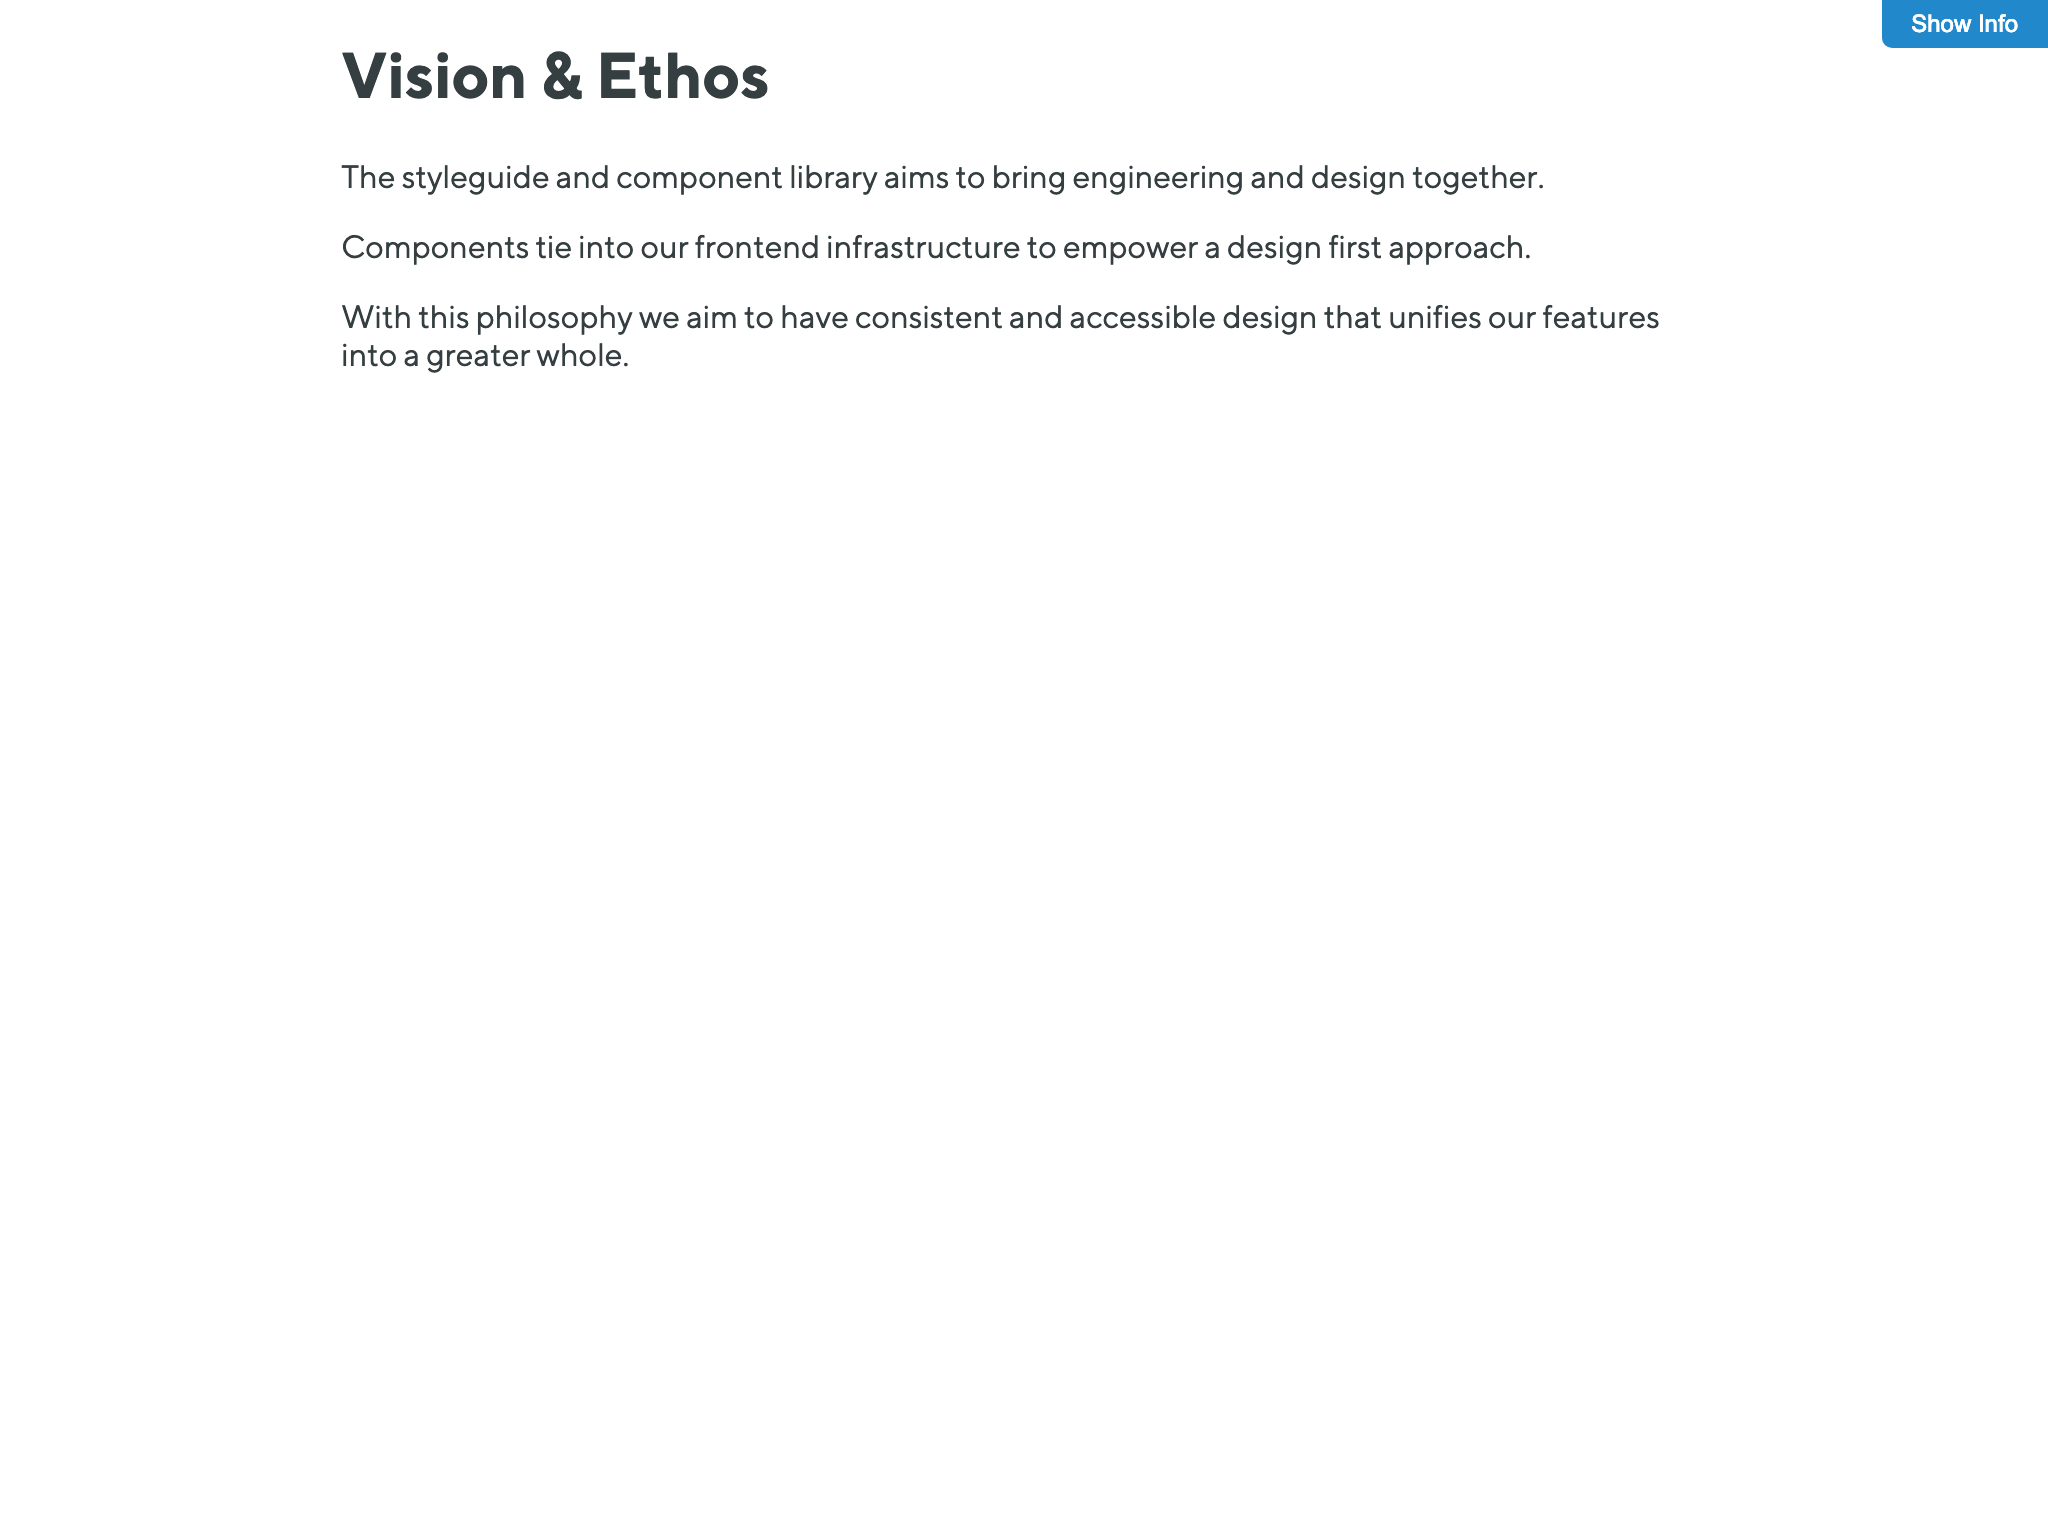 Show Info
Vision & Ethos
The styleguide and component library aims to bring engineering and design together.
Components tie into our frontend infrastructure to empower a design first approach.
With this philosophy we aim to have consistent and accessible design that unifies our features
into a greater whole.